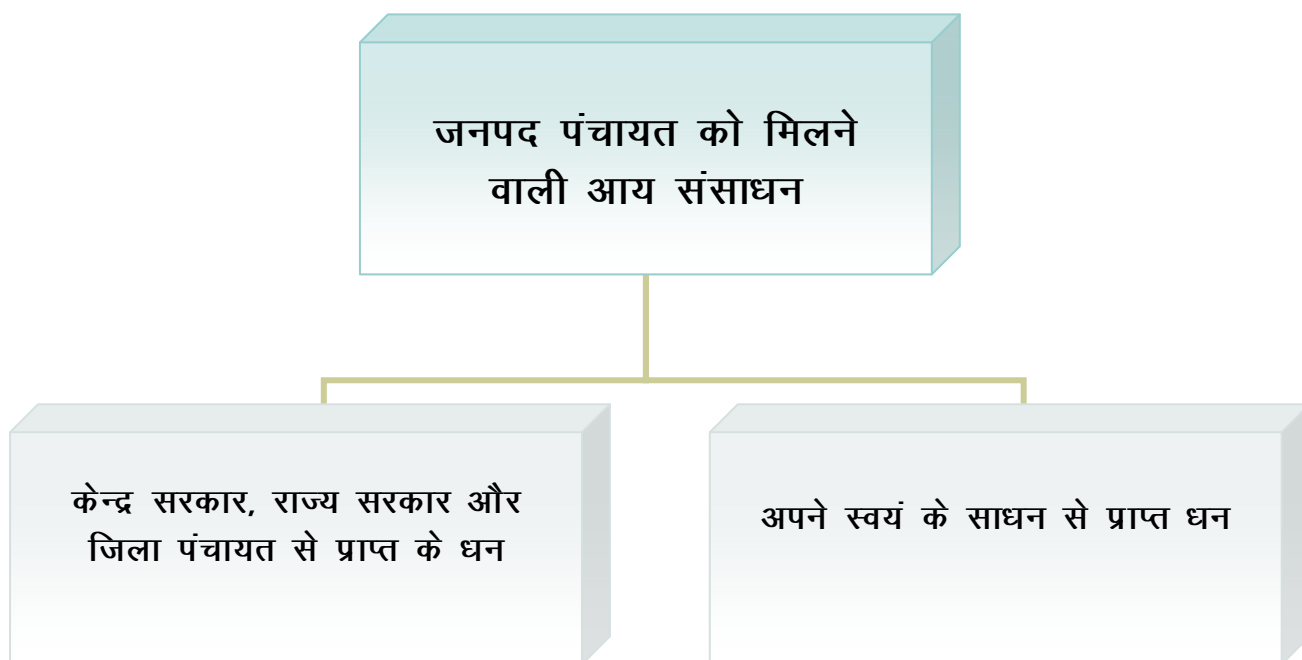 जनपद पंचायत को मिलने
वाली आय संसाधन
केन्द्र सरकार, राज्य सरकार और
जिला पंचायत से प्राप्त के धन
अपने स्वयं के साधन से प्राप्त धन